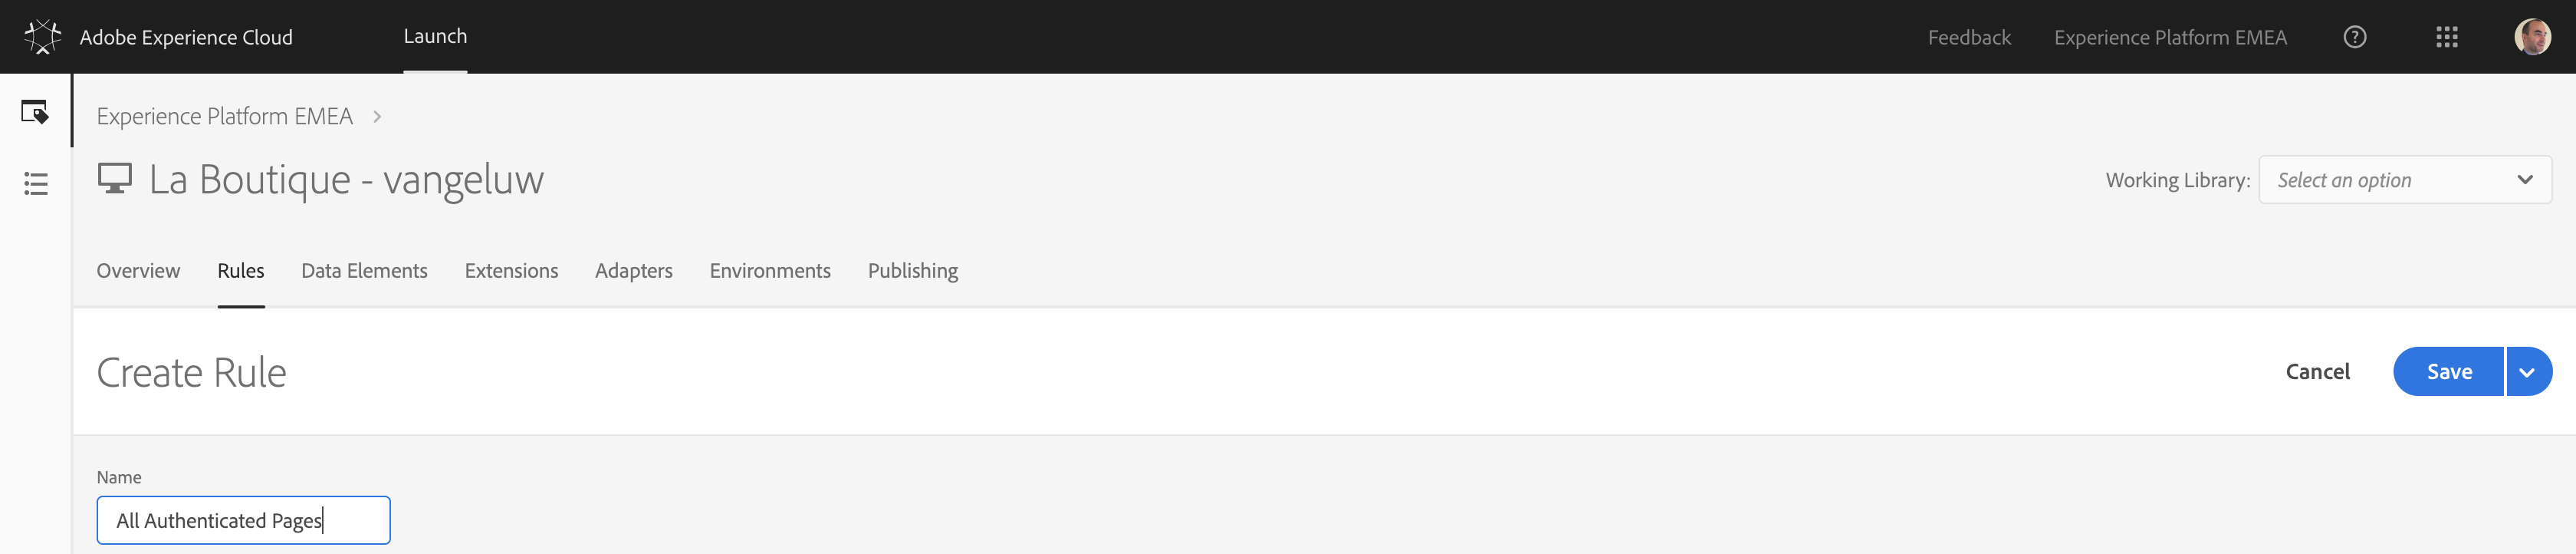 Adobe Experience Cloud Launch Feedback Experience Platform EMEA
Experience Platform EMEA
La Boutique - vangeluw Working Library: Select an option
Overview Rules Data Elements Extensions Adapters Environments Publishing
Create Rule Cancel Save
Name
All Authenticated Pages